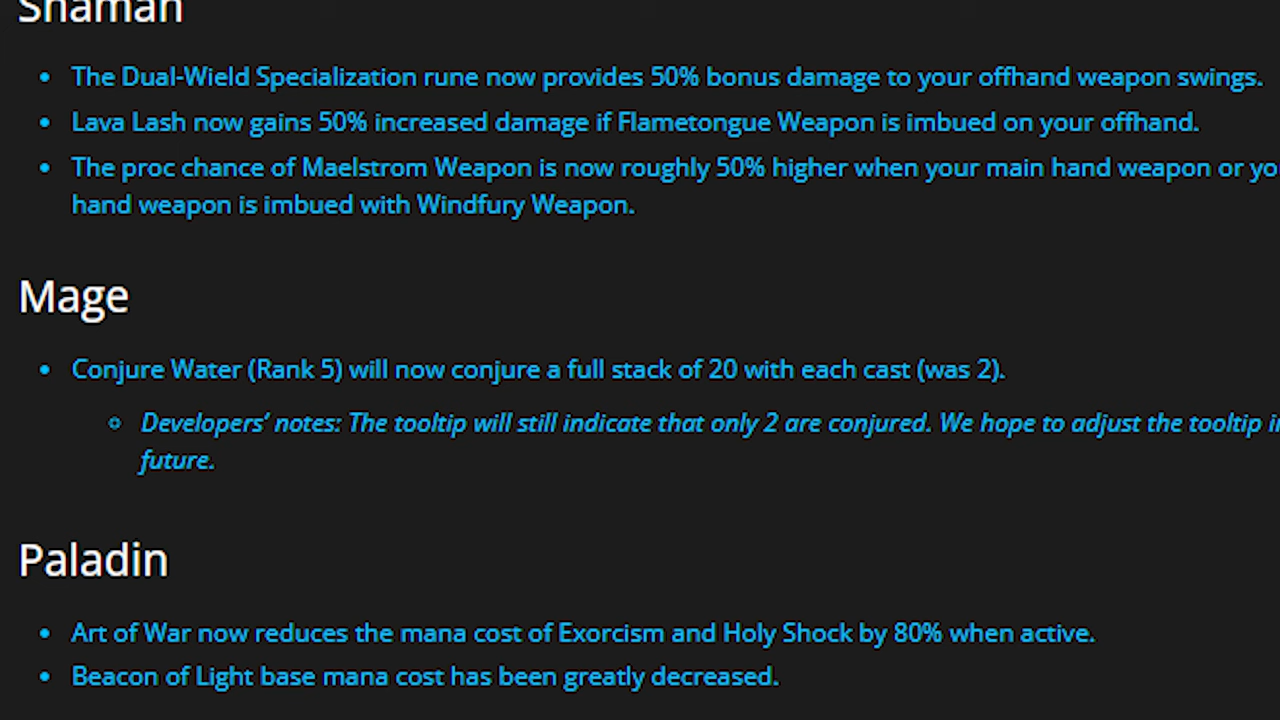 Shaman
The Dual-Wield Specialization rune now provides 50% bonus damage to your offhand weapon swings.
Lava Lash now gains 50% increased damage if Flametongue Weapon is imbued on your offhand.
The proc chance of Maelstrom Weapon is now roughly 50% higher when your main hand weapon or yo
hand weapon is imbued with Windfury Weapon.
Mage
Conjure Water (Rank 5) will now conjure a full stack of 20 with each cast (was 2).
Developers’ notes: The tooltip will still indicate that only 2 are conjured. We hope to adjust the tooltip i
future.
Paladin
Art of War now reduces the mana cost of Exorcism and Holy Shock by 80% when active.
Beacon of Light base mana cost has been greatly decreased.